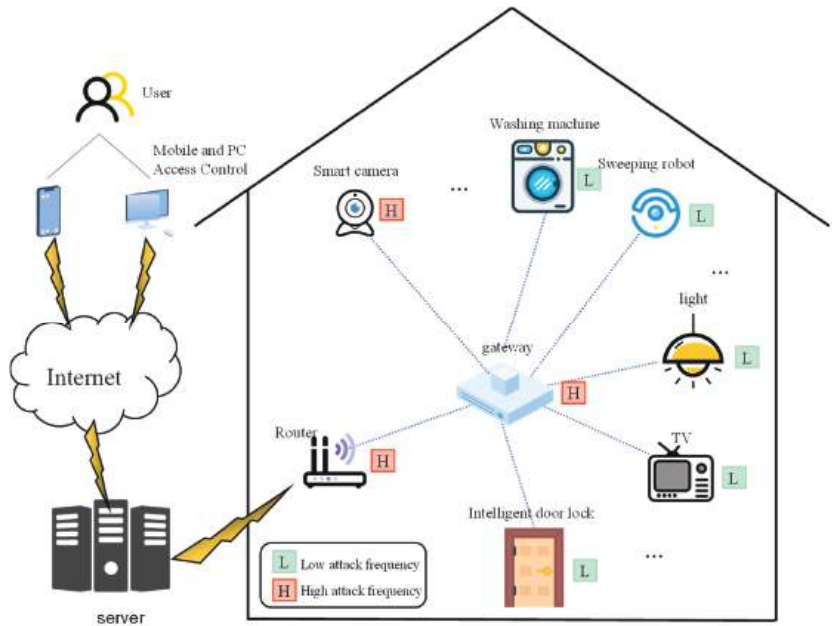 User
Mobile and PC
Access Control
Internet
server
Washing machine
L
Smart camera
H
...
Sweeping robot
L
...
light
L
gateway
H
Router
H
TV
L
Intelligent door lock
L
...
L Low attack frequency
H High attack frequency